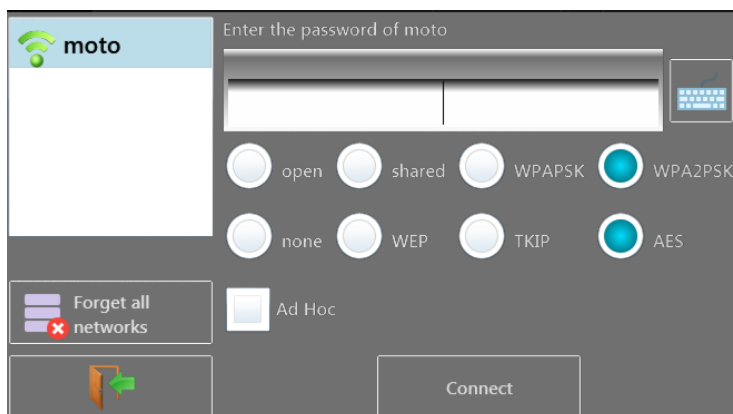 moto
Enter the password of moto
open
shared
WPAPSK
WPA2PSK
none
WEP
TKIP
AES
Forget all
networks
Ad Hoc
Connect